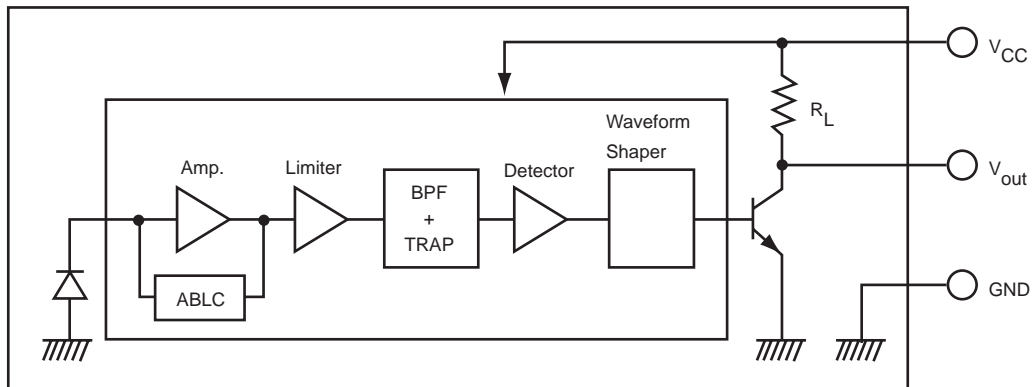 V_CC
R_L
V_out
GND
Waveform
Shaper
Amp.
Limiter
BPF
+
TRAP
Detector
ABLC